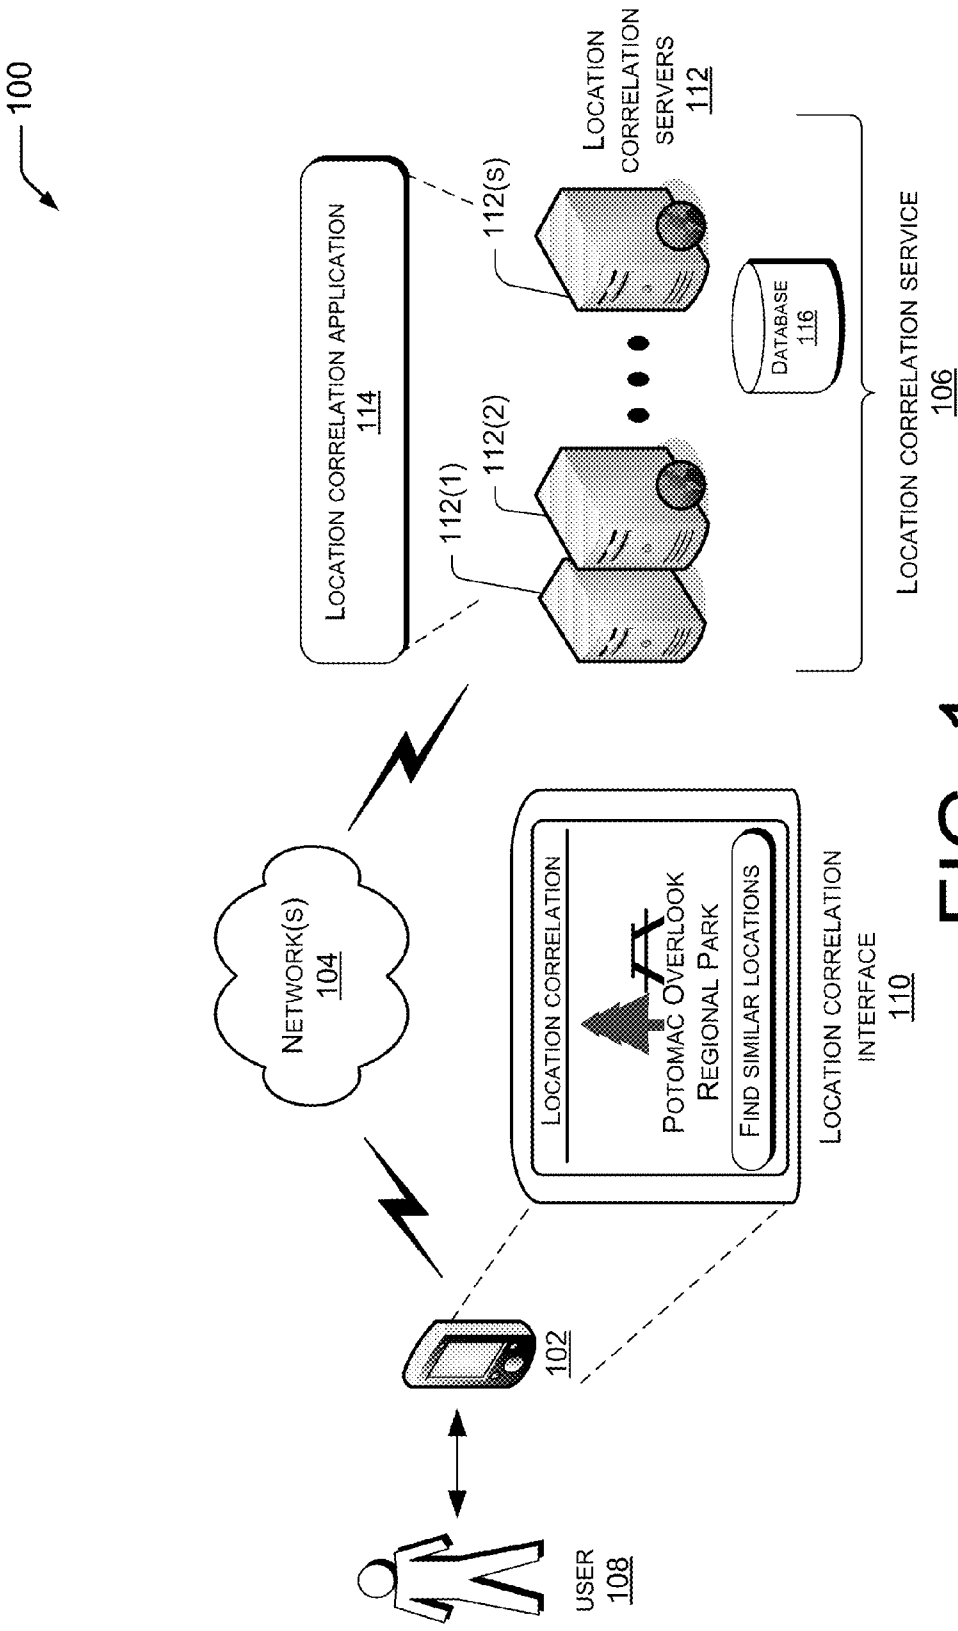 100
LOCATION CORRELATION APPLICATION
114
NETWORK(S)
104
112(1)
112(2)
112(S)
LOCATION
CORRELATION
SERVERS
112
DATABASE
116
LOCATION CORRELATION SERVICE
106
LOCATION CORRELATION
POTOMAC OVERLOOK
REGIONAL PARK
FIND SIMILAR LOCATIONS
LOCATION CORRELATION
INTERFACE
110
102
USER
108
FIG. 1